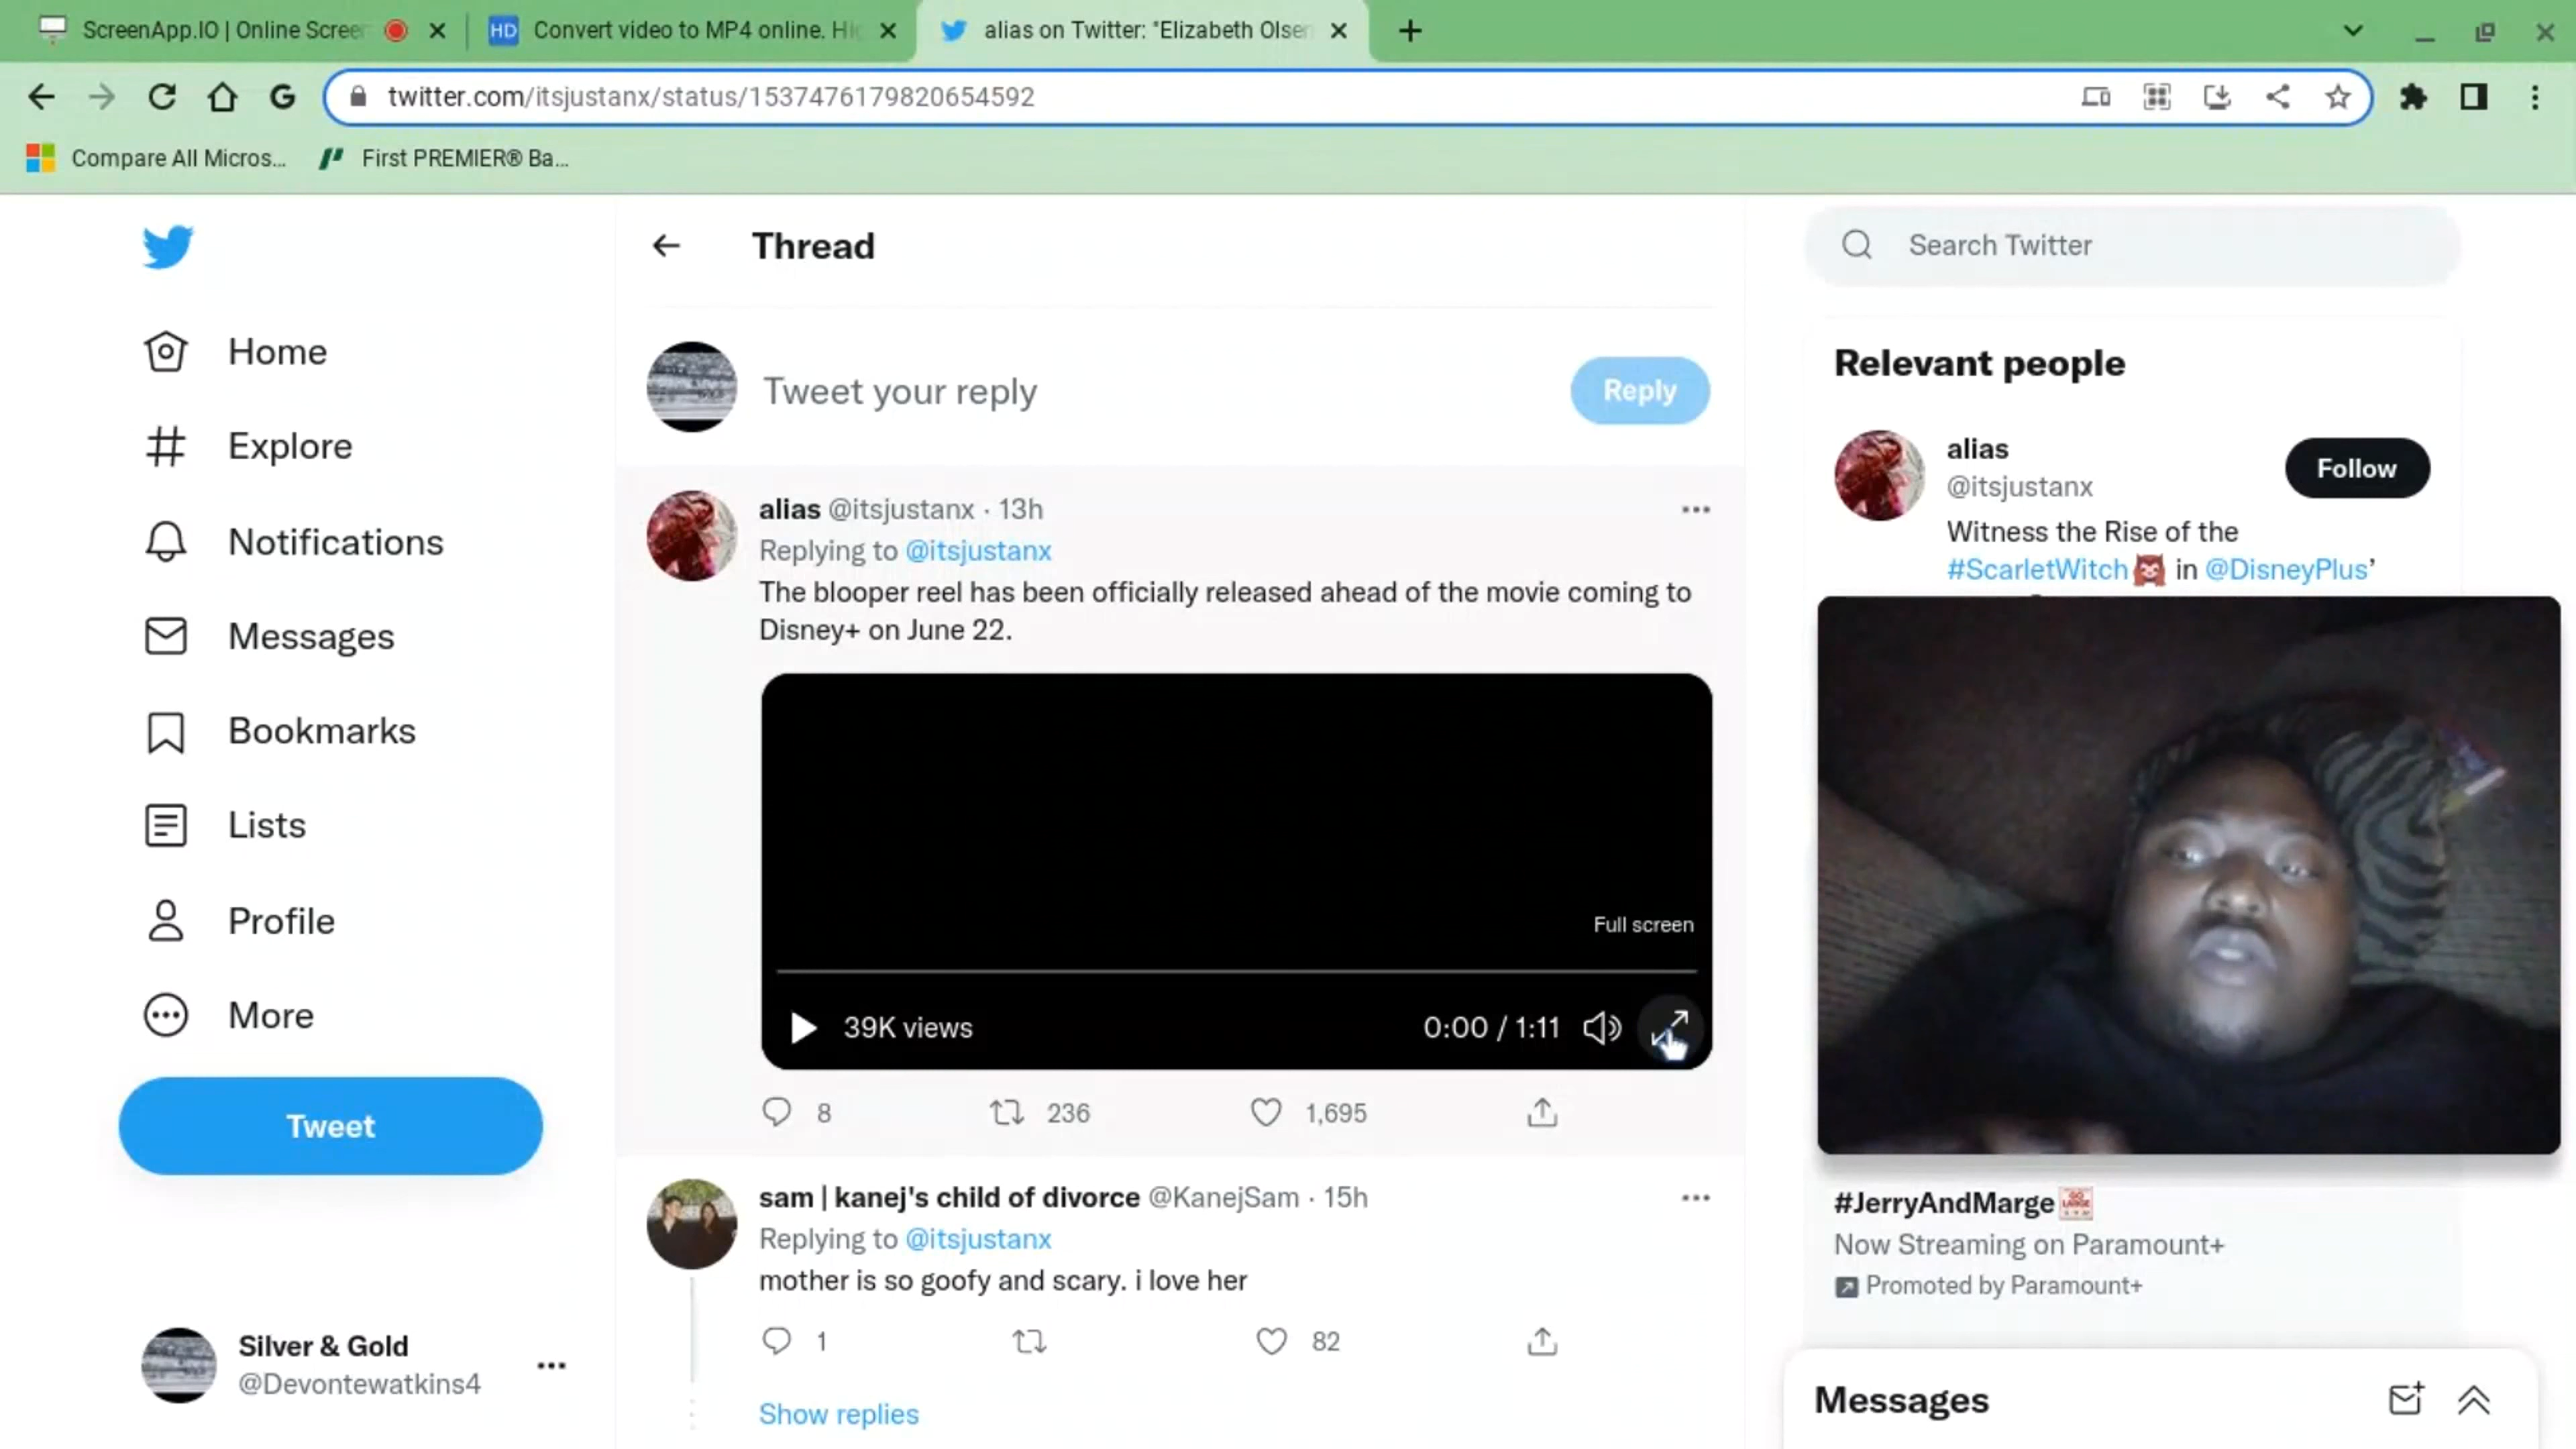 ScreenApp.IO | Online Screen
HD Convert video to MP4 online. Hi
alias on Twitter: "Elizabeth Olsen
twitter.com/itsjustanx/status/1537476179820654592
Compare All Micros...
First PREMIER® Ba...
Home
Explore
Notifications
Messages
Bookmarks
Lists
Profile
More
Tweet
Silver & Gold
@Devontewatkins4
Thread
Tweet your reply
Reply
alias @itsjustanx · 13h
Replying to @itsjustanx
The blooper reel has been officially released ahead of the movie coming to
Disney+ on June 22.
Full screen
39K views
0:00 / 1:11
8 236 1,695
sam | kanej's child of divorce @KanejSam · 15h
Replying to @itsjustanx
mother is so goofy and scary. i love her
1 82
Show replies
Search Twitter
Relevant people
alias
@itsjustanx
Follow
Witness the Rise of the
#ScarletWitch in @DisneyPlus’
#JerryAndMarge
Now Streaming on Paramount+
Promoted by Paramount+
Messages